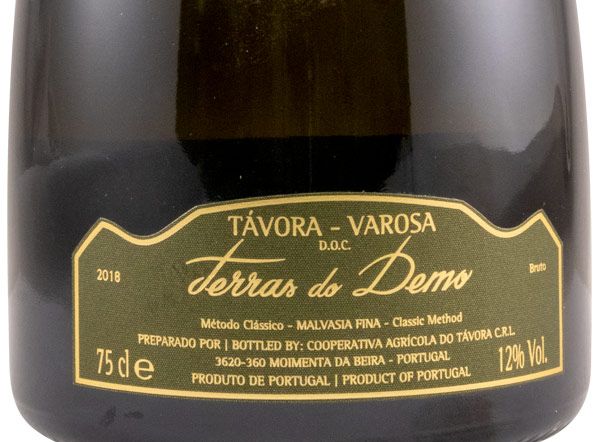 TÁVORA - VAROSA
D.O.C.
2018
Terras do Demo
Bruto
Método Clássico - MALVASIA FINA - Classic Method
PREPARADO POR | BOTTLED BY: COOPERATIVA AGRÍCOLA DO TÁVORA C.R.L.
75 cl e
3620-360 MOIMENTA DA BEIRA - PORTUGAL
12% Vol.
PRODUTO DE PORTUGAL | PRODUCT OF PORTUGAL